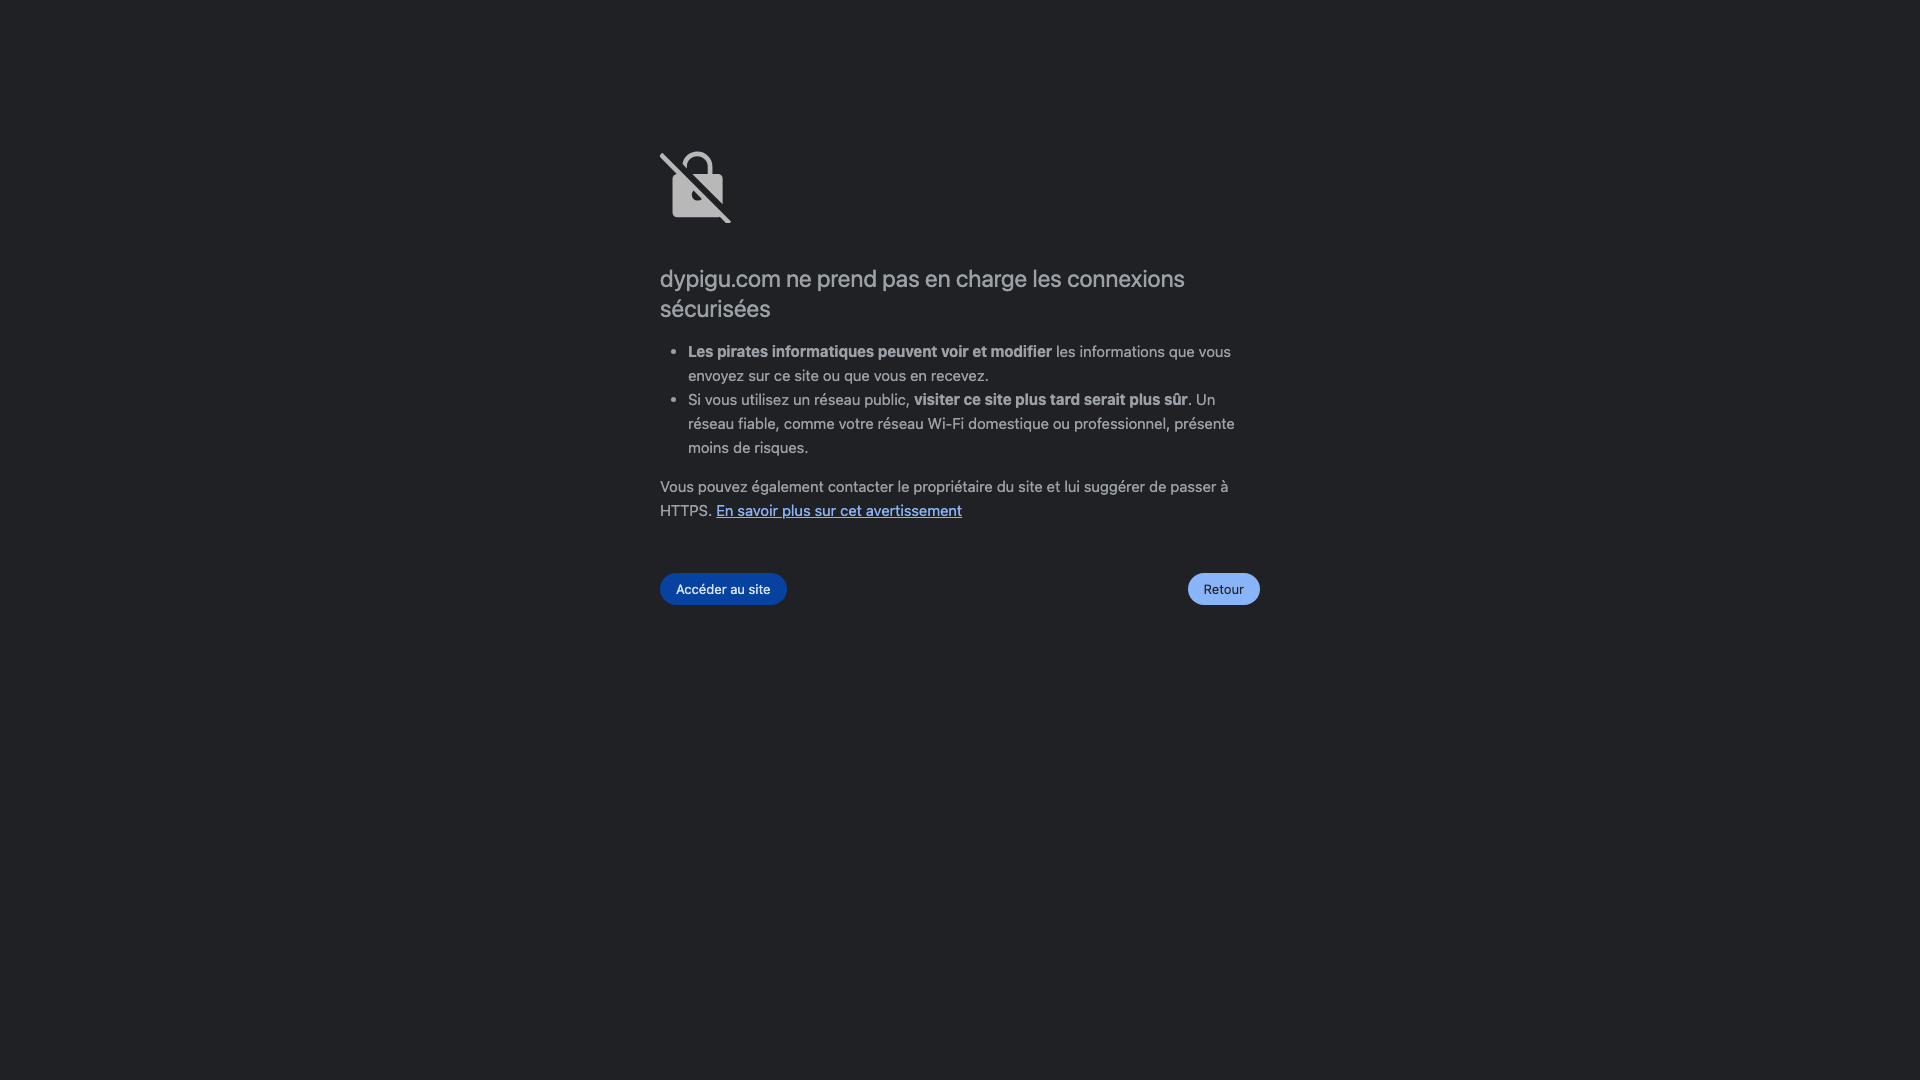 dypigu.com ne prend pas en charge les connexions
sécurisées
Les pirates informatiques peuvent voir et modifier les informations que vous
envoyez sur ce site ou que vous en recevez.
Si vous utilisez un réseau public, visiter ce site plus tard serait plus sûr. Un
réseau fiable, comme votre réseau Wi-Fi domestique ou professionnel, présente
moins de risques.
Vous pouvez également contacter le propriétaire du site et lui suggérer de passer à
HTTPS. En savoir plus sur cet avertissement
Accéder au site
Retour